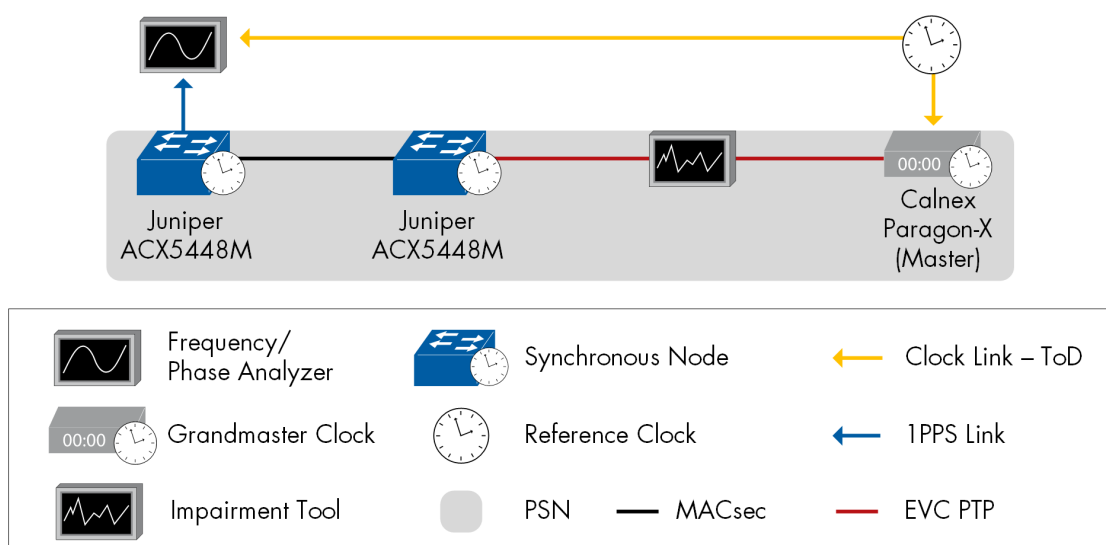 Juniper
ACX5448M
Juniper
ACX5448M
00:00
Calnex
Paragon-X
(Master)
Frequency/
Phase Analyzer
Synchronous Node
Clock Link – ToD
00:00
Grandmaster Clock
Reference Clock
1PPS Link
Impairment Tool
PSN
MACsec
EVC PTP